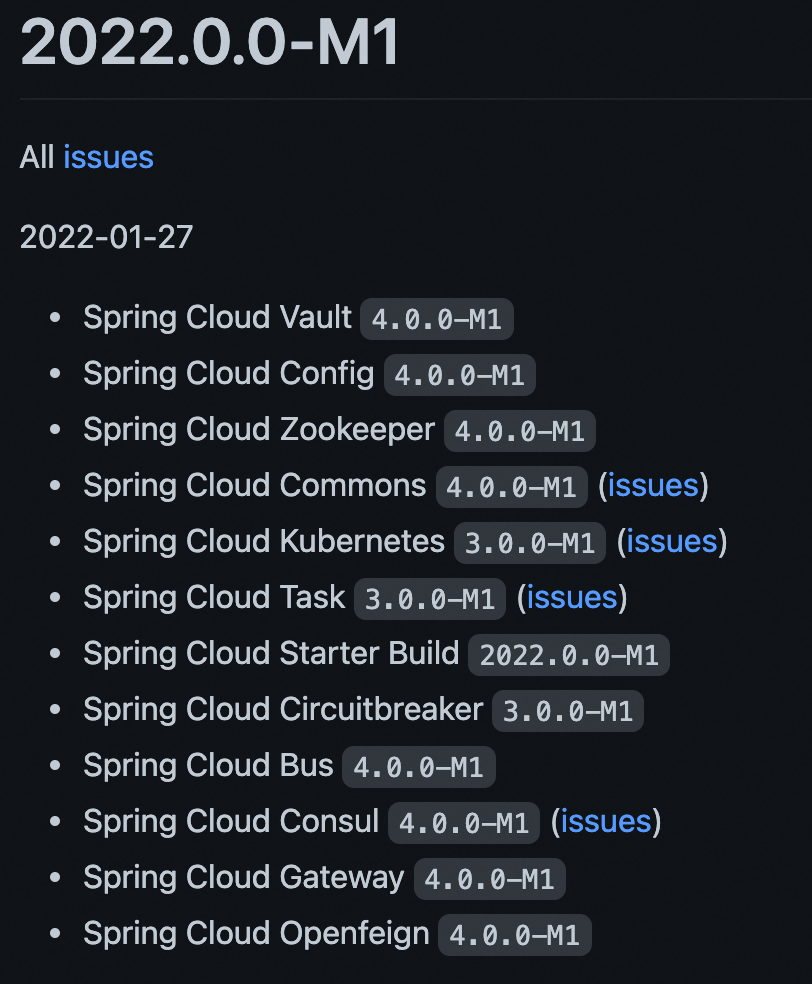 2022.0.0-M1
All issues
2022-01-27
• Spring Cloud Vault 4.0.0-M1
• Spring Cloud Config 4.0.0-M1
• Spring Cloud Zookeeper 4.0.0-M1
• Spring Cloud Commons 4.0.0-M1 (issues)
• Spring Cloud Kubernetes 3.0.0-M1 (issues)
• Spring Cloud Task 3.0.0-M1 (issues)
• Spring Cloud Starter Build 2022.0.0-M1
• Spring Cloud Circuitbreaker 3.0.0-M1
• Spring Cloud Bus 4.0.0-M1
• Spring Cloud Consul 4.0.0-M1 (issues)
• Spring Cloud Gateway 4.0.0-M1
• Spring Cloud Openfeign 4.0.0-M1